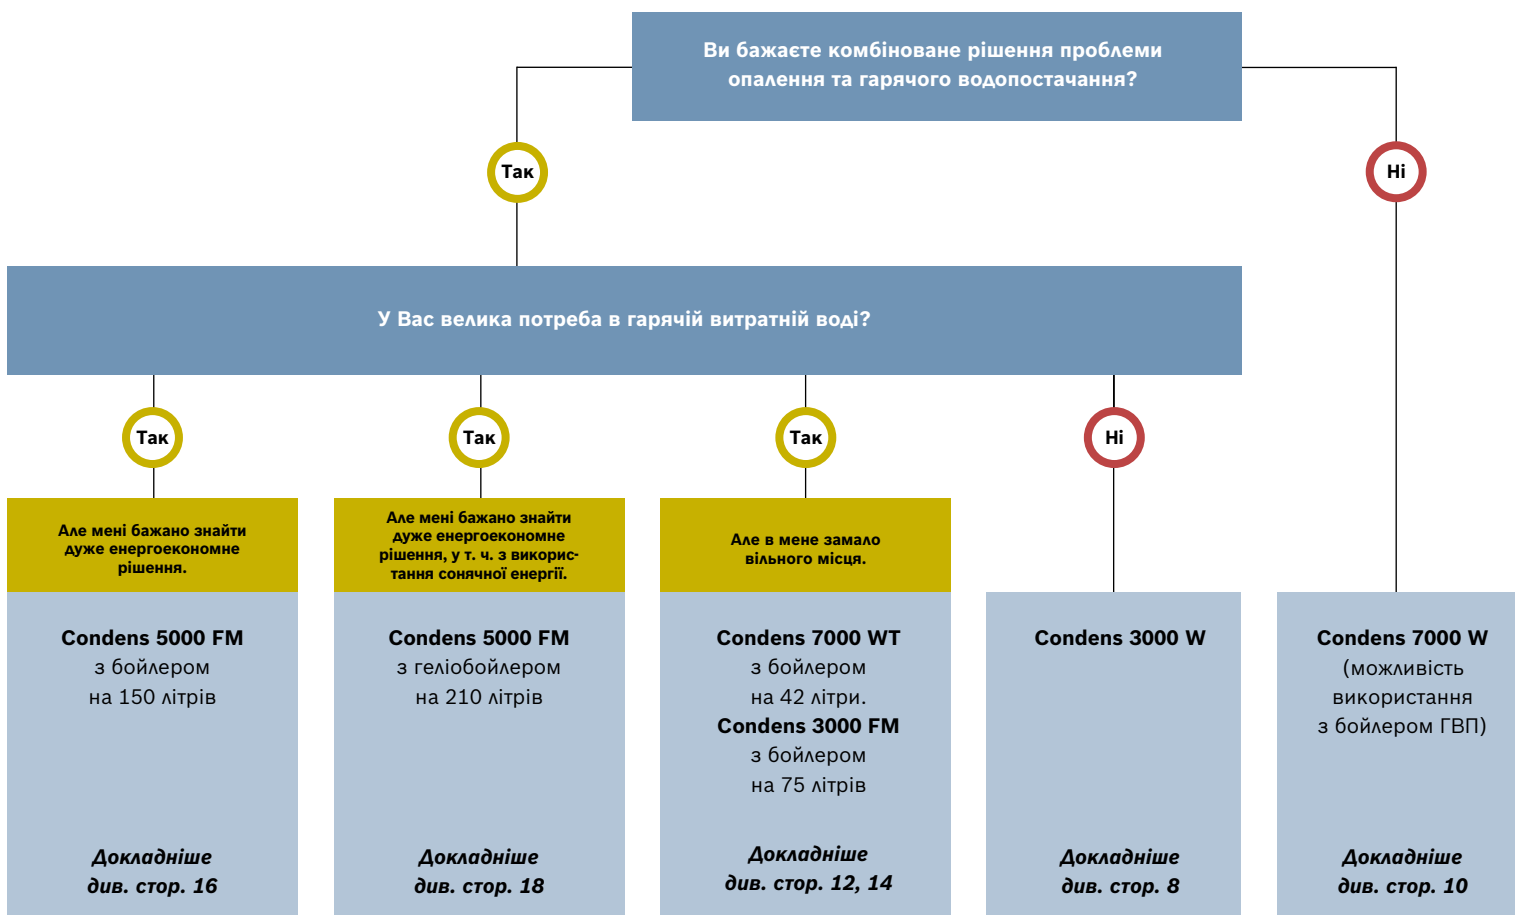 Ви бажаєте комбіноване рішення проблеми
опалення та гарячого водопостачання?
Так
Ні
У Вас велика потреба в гарячій витратній воді?
Так
Так
Так
Ні
Але мені бажано знайти
дуже енергоекономне
рішення.
Але мені бажано знайти
дуже енергоекономне
рішення, у т. ч. з викорис-
тання сонячної енергії.
Але в мене замало
вільного місця.
Condens 5000 FM
з бойлером
на 150 літрів
Докладніше
див. стор. 16
Condens 5000 FM
з геліобойлером
на 210 літрів
Докладніше
див. стор. 18
Condens 7000 WT
з бойлером
на 42 літри.
Condens 3000 FM
з бойлером
на 75 літрів
Докладніше
див. стор. 12, 14
Condens 3000 W
Докладніше
див. стор. 8
Condens 7000 W
(можливість
використання
з бойлером ГВП)
Докладніше
див. стор. 10